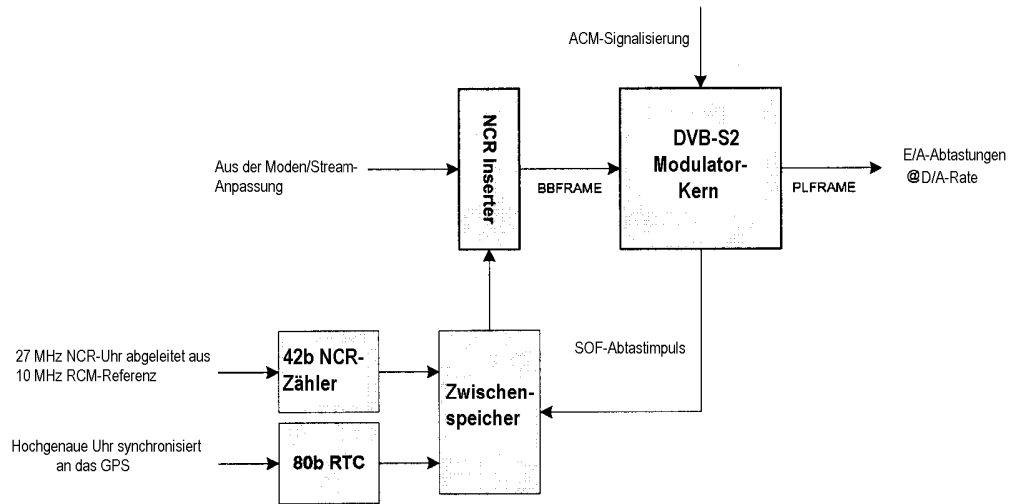 ACM-Signalisierung
NCR Inserter
DVB-S2
Modulator-
Kern
Aus der Moden/Stream-
Anpassung
BBFRAME
PLFRAME
E/A-Abtastungen
@D/A-Rate
SOF-Abtastimpuls
27 MHz NCR-Uhr abgeleitet aus
10 MHz RCM-Referenz
42b NCR-
Zähler
Zwischen-
speicher
Hochgenaue Uhr synchronisiert
an das GPS
80b RTC